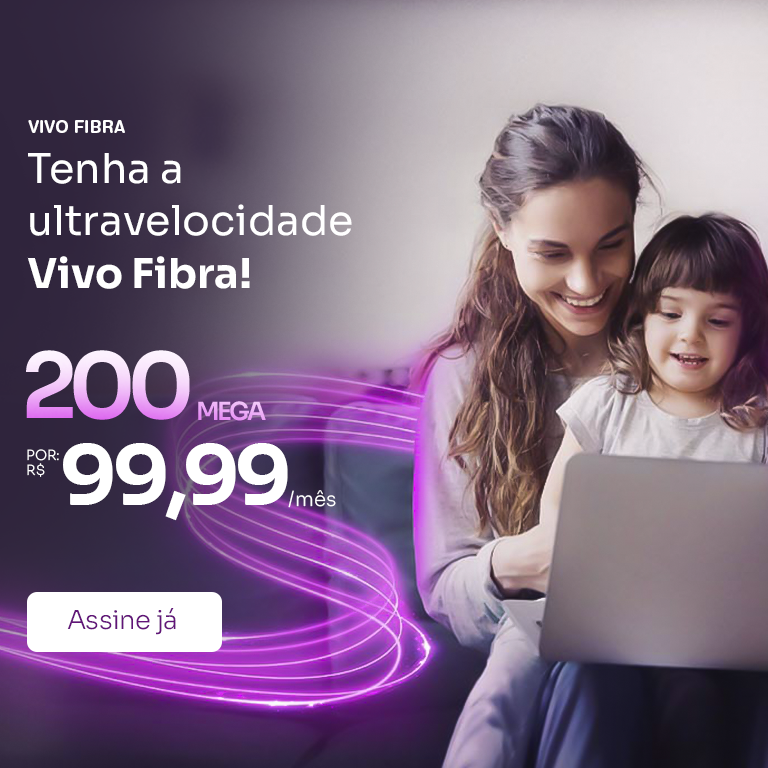 VIVO FIBRA
Tenha a
ultravelocidade
Vivo Fibra!
200 MEGA
POR:
R$ 99,99/mês
Assine já